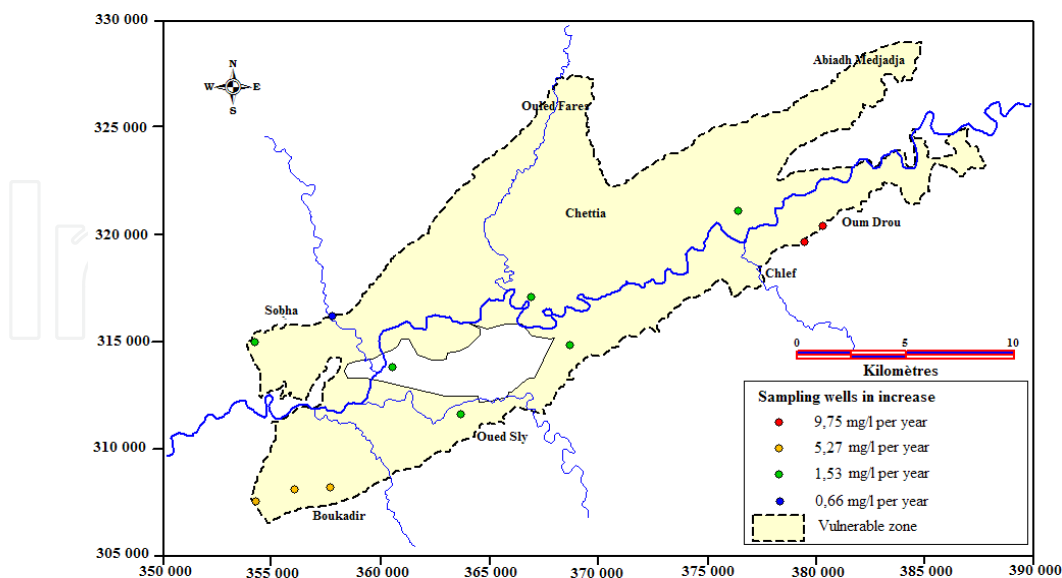 330 000
325 000
320 000
315 000
310 000
305 000
N
W E
S
Abiadh Medjadja
Ouled Fares
Chettia
Oum Drou
Chlef
Sobha
Oued Sly
Boukadir
0 5 10
Kilomètres
Sampling wells in increase
9,75 mg/l per year
5,27 mg/l per year
1,53 mg/l per year
0,66 mg/l per year
Vulnerable zone
350 000 355 000 360 000 365 000 370 000 375 000 380 000 385 000 390 000